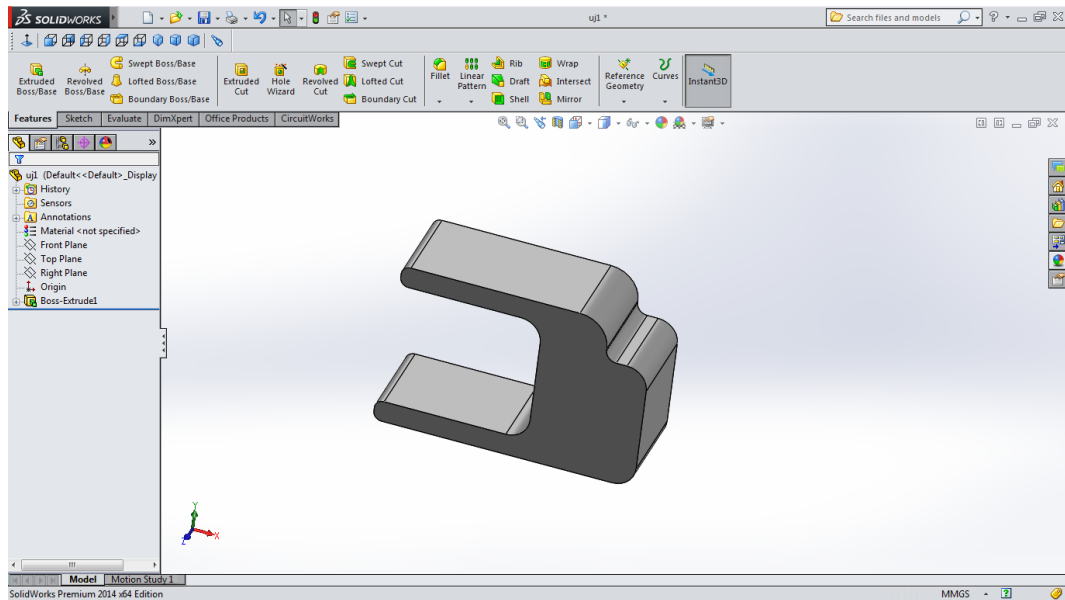 SOLIDWORKS
uj1 *
Search files and models
Extruded Boss/Base
Revolved Boss/Base
Swept Boss/Base
Lofted Boss/Base
Boundary Boss/Base
Extruded Cut
Hole Wizard
Revolved Cut
Swept Cut
Lofted Cut
Boundary Cut
Fillet
Linear Pattern
Rib
Draft
Shell
Wrap
Intersect
Mirror
Reference Geometry
Curves
Instant3D
Features Sketch Evaluate DimXpert Office Products CircuitWorks
uj1 (Default<<Default>_Display
History
Sensors
Annotations
Material <not specified>
Front Plane
Top Plane
Right Plane
Origin
Boss-Extrude1
Y
X
Z
Model Motion Study 1
SolidWorks Premium 2014 x64 Edition
MMGS